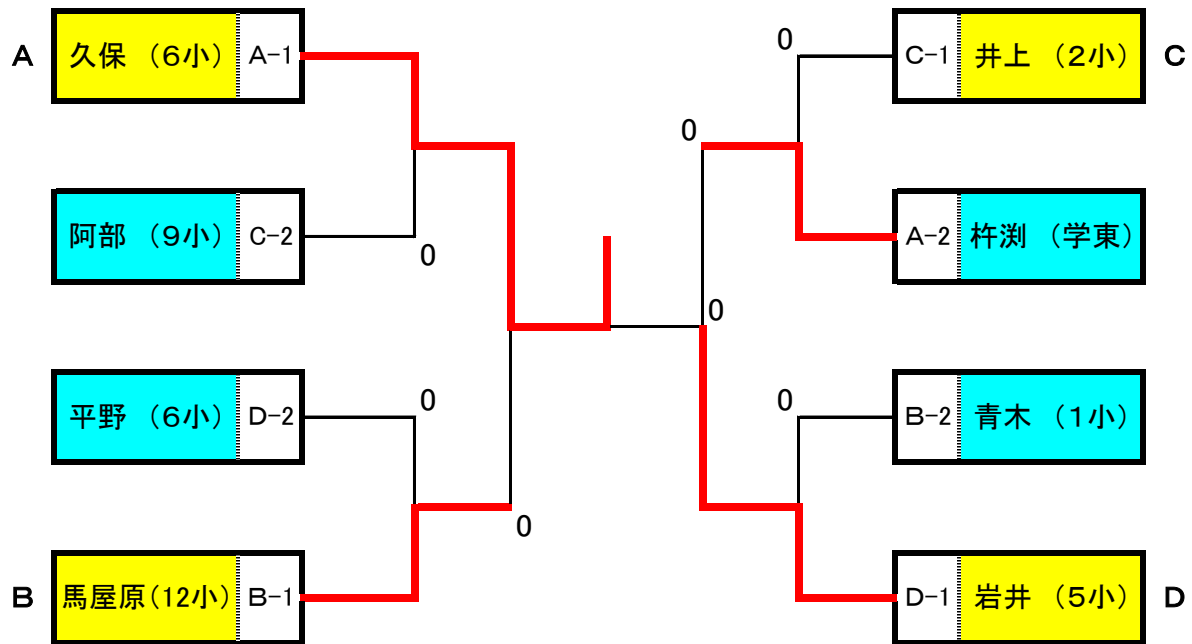 A 久保 （6小） A-1
0
C-1 井上 （2小） C
0
阿部 （9小） C-2
0
A-2 杵渕 （学東）
0
平野 （6小） D-2
0
0
B-2 青木 （1小）
0
B 馬屋原（12小） B-1
D-1 岩井 （5小） D